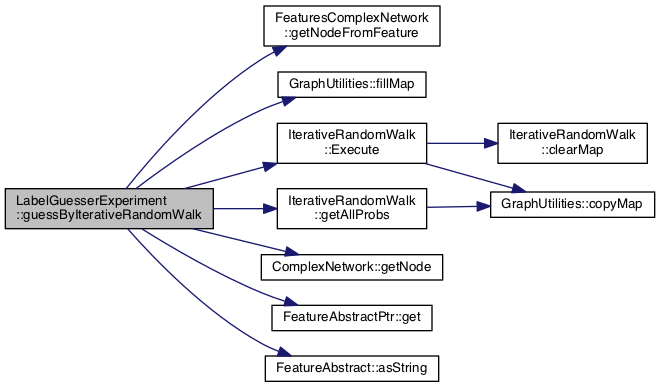 FeaturesComplexNetwork
::getNodeFromFeature
GraphUtilities::fillMap
IterativeRandomWalk
::Execute
IterativeRandomWalk
::clearMap
LabelGuesserExperiment
::guessByIterativeRandomWalk
IterativeRandomWalk
::getAllProbs
GraphUtilities::copyMap
ComplexNetwork::getNode
FeatureAbstractPtr::get
FeatureAbstract::asString